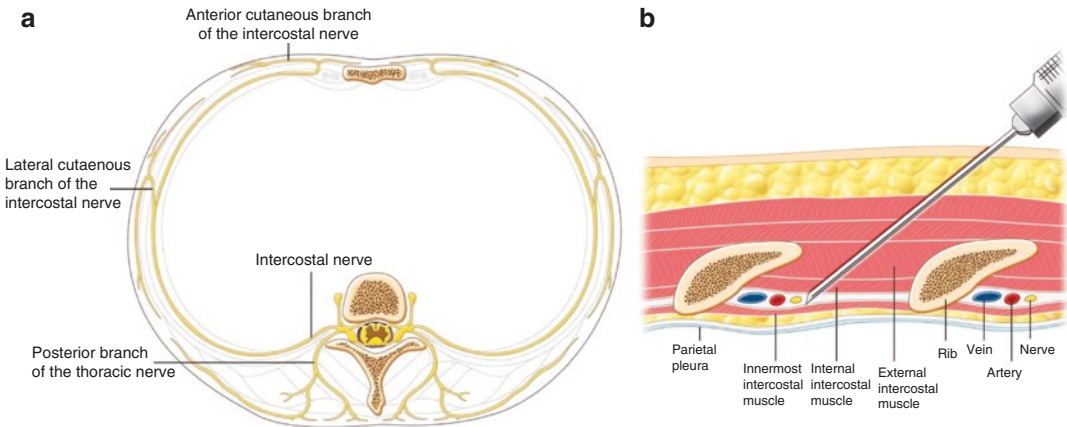 a
Anterior cutaneous branch
of the intercostal nerve
Lateral cutaenous
branch of the
intercostal nerve
Intercostal nerve
Posterior branch
of the thoracic nerve
b
Parietal
pleura
Innermost
intercostal
muscle
Internal
intercostal
muscle
External
intercostal
muscle
Rib
Vein
Artery
Nerve